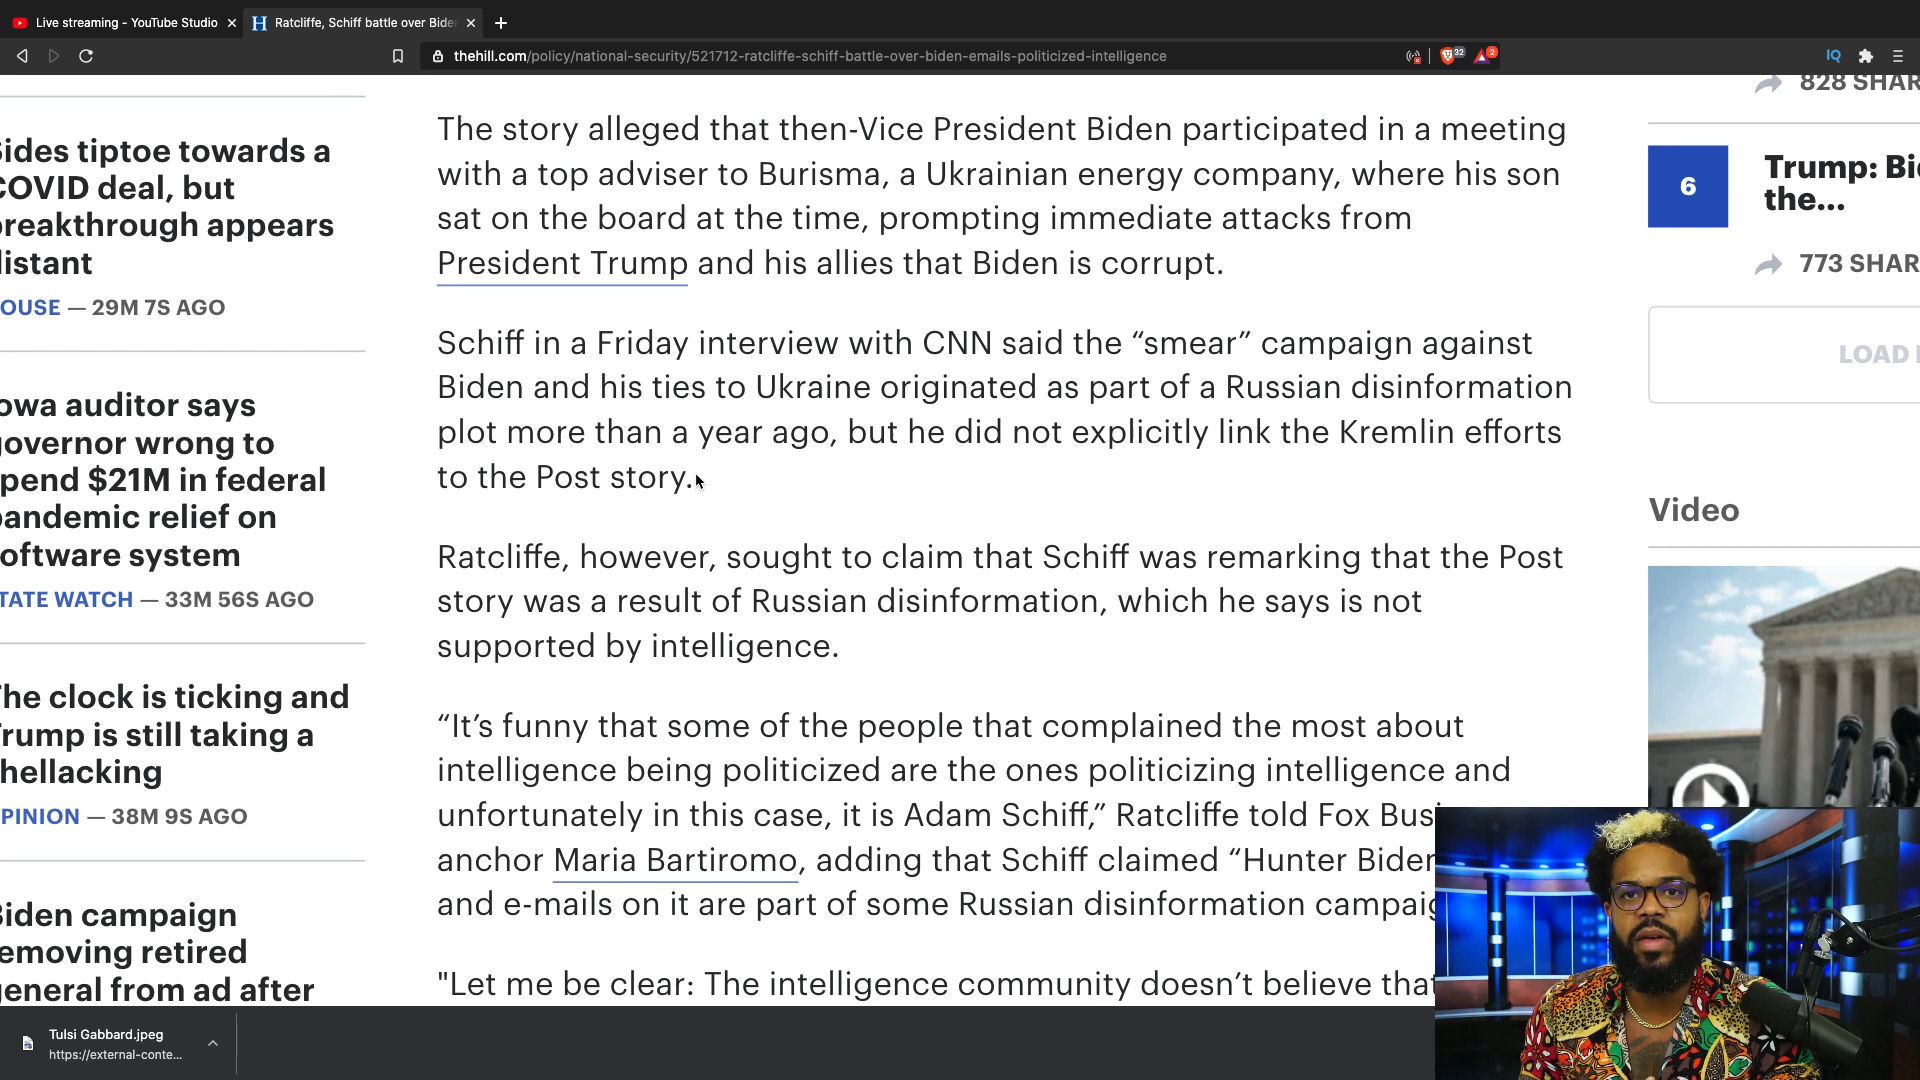 Live streaming - YouTube Studio
Ratcliffe, Schiff battle over Bide
thehill.com/policy/national-security/521712-ratcliffe-schiff-battle-over-biden-emails-politicized-intelligence
32
2
IQ
ides tiptoe towards a
COVID deal, but
breakthrough appears
distant
OUSE — 29M 7S AGO
owa auditor says
governor wrong to
spend $21M in federal
pandemic relief on
software system
TATE WATCH — 33M 56S AGO
The clock is ticking and
Trump is still taking a
shellacking
PINION — 38M 9S AGO
Biden campaign
removing retired
general from ad after
The story alleged that then-Vice President Biden participated in a meeting
with a top adviser to Burisma, a Ukrainian energy company, where his son
sat on the board at the time, prompting immediate attacks from
President Trump and his allies that Biden is corrupt.
Schiff in a Friday interview with CNN said the “smear” campaign against
Biden and his ties to Ukraine originated as part of a Russian disinformation
plot more than a year ago, but he did not explicitly link the Kremlin efforts
to the Post story.
Ratcliffe, however, sought to claim that Schiff was remarking that the Post
story was a result of Russian disinformation, which he says is not
supported by intelligence.
“It’s funny that some of the people that complained the most about
intelligence being politicized are the ones politicizing intelligence and
unfortunately in this case, it is Adam Schiff,” Ratcliffe told Fox Busi
anchor Maria Bartiromo, adding that Schiff claimed “Hunter Biden
and e-mails on it are part of some Russian disinformation campaig
"Let me be clear: The intelligence community doesn’t believe that
828 SHAR
6
Trump: Bi
the...
773 SHAR
LOAD
Video
Tulsi Gabbard.jpeg
https://external-conte...